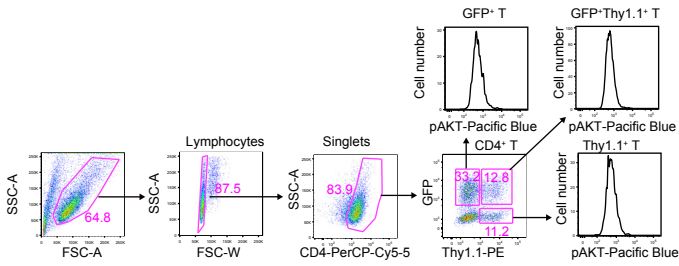 GFP⁺ T
GFP⁺Thy1.1⁺ T
Cell number
pAKT-Pacific Blue
Cell number
pAKT-Pacific Blue
Lymphocytes
Singlets
CD4⁺ T
Thy1.1⁺ T
SSC-A
64.8
FSC-A
SSC-A
87.5
FSC-W
SSC-A
83.9
CD4-PerCP-Cy5-5
GFP
33.2
12.8
11.2
Thy1.1-PE
Cell number
pAKT-Pacific Blue